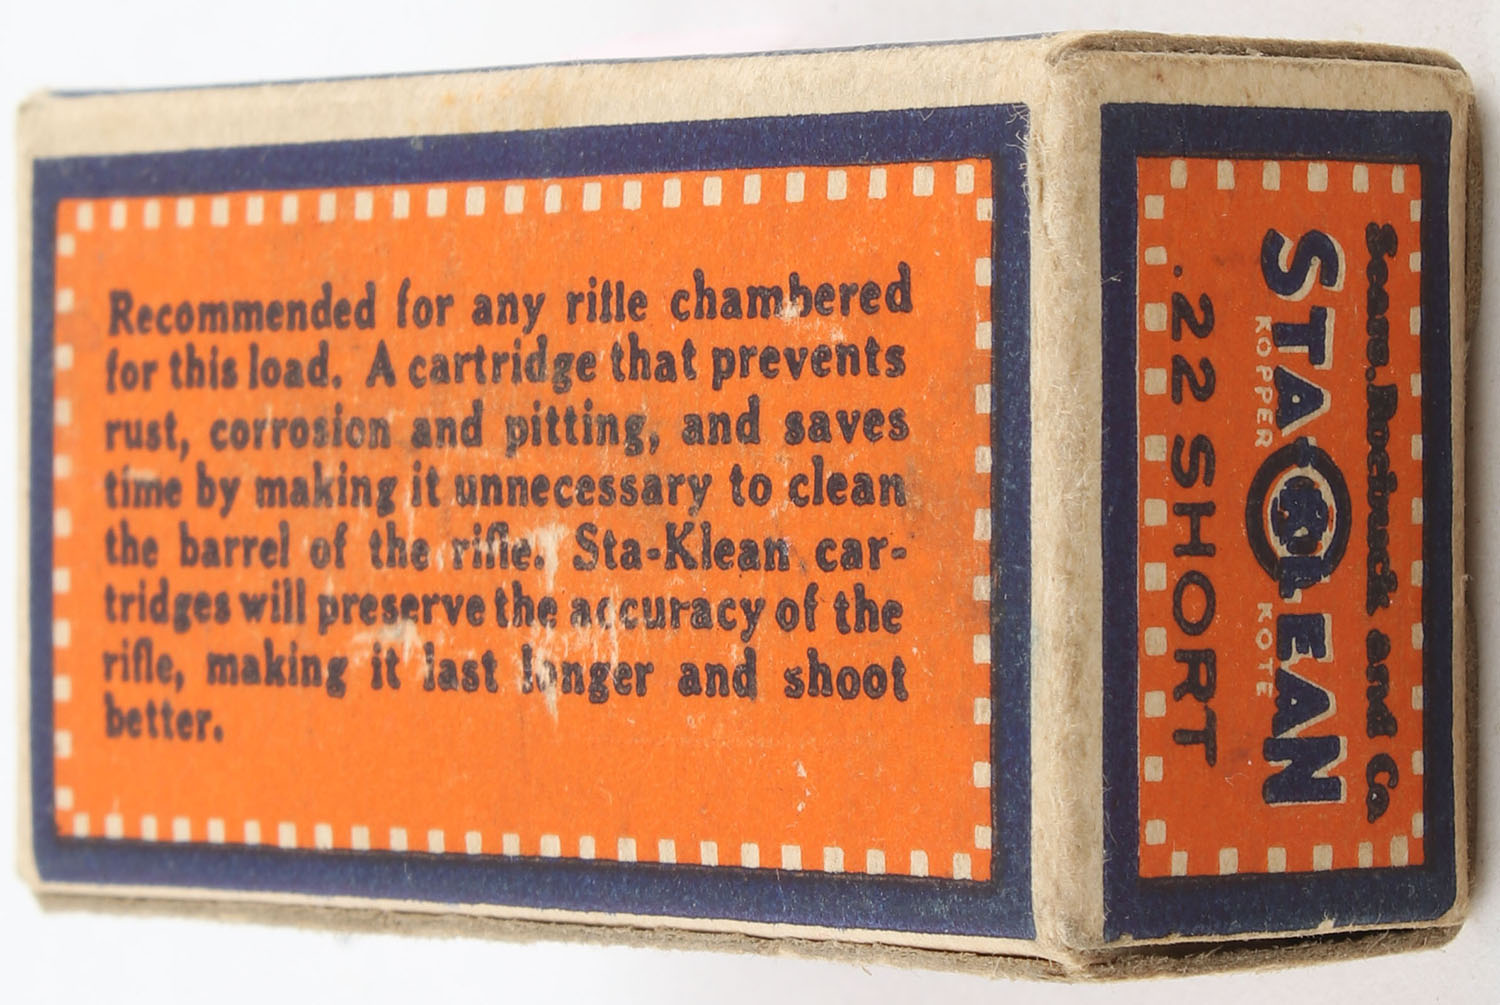 Recommended for any rifle chambered
for this load. A cartridge that prevents
rust, corrosion and pitting, and saves
time by making it unnecessary to clean
the barrel of the rifle. Sta-Klean car-
tridges will preserve the accuracy of the
rifle, making it last longer and shoot
better.
Sears, Roebuck and Co.
STA-KLEAN
KOPPER KOTE
.22 SHORT